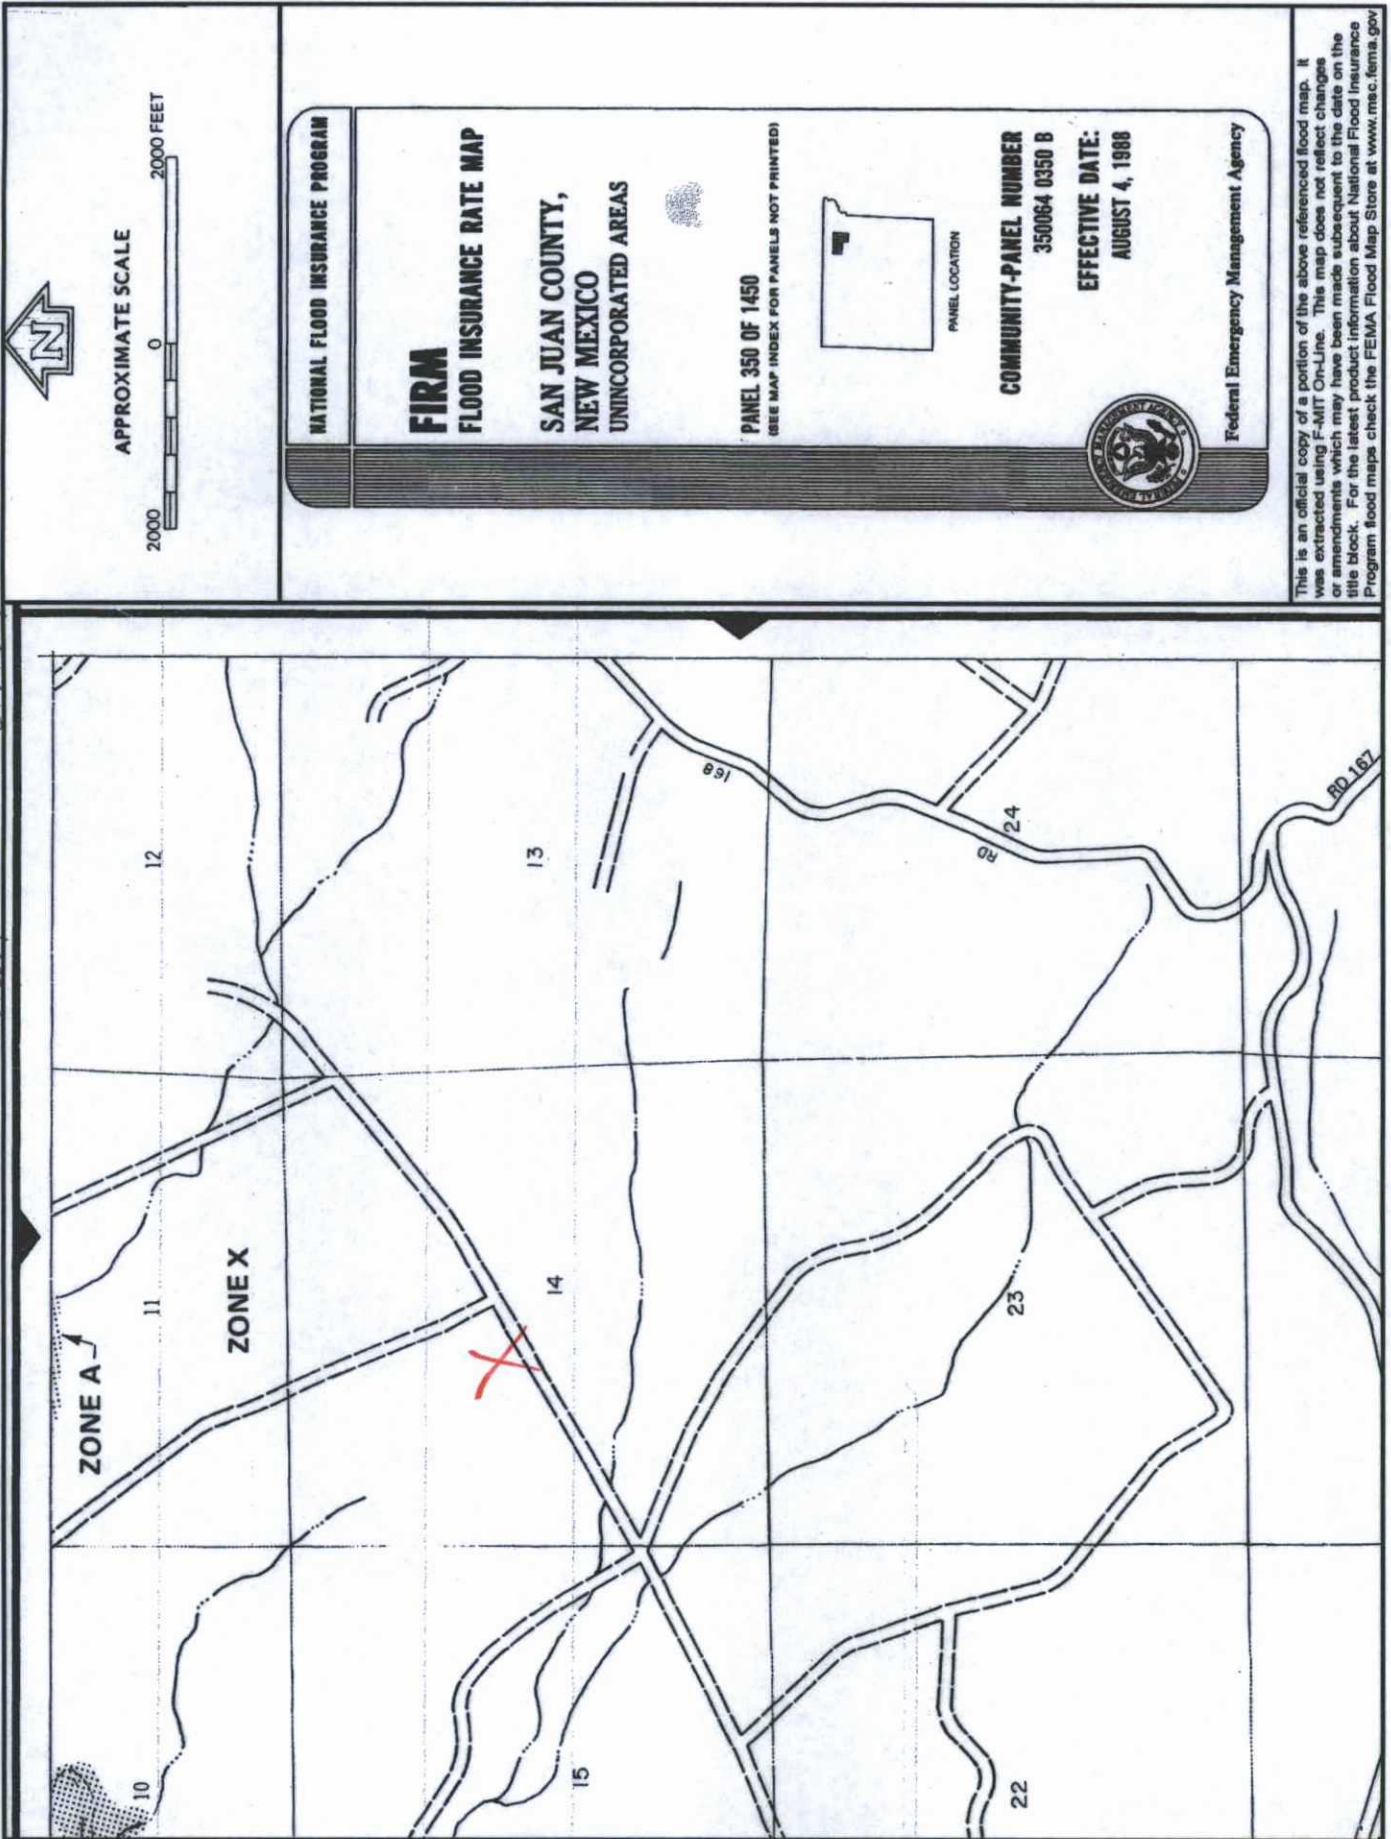 N
APPROXIMATE SCALE
2000 0 2000 FEET
NATIONAL FLOOD INSURANCE PROGRAM
FIRM
FLOOD INSURANCE RATE MAP
SAN JUAN COUNTY,
NEW MEXICO
UNINCORPORATED AREAS
PANEL 350 OF 1450
(SEE MAP INDEX FOR PANELS NOT PRINTED)
PANEL LOCATION
COMMUNITY-PANEL NUMBER
350064 0350 B
EFFECTIVE DATE:
AUGUST 4, 1988
Federal Emergency Management Agency
This is an official copy of a portion of the above referenced flood map. It
was extracted using F-MIT On-Line. This map does not reflect changes
or amendments which may have been made subsequent to the date on the
title block. For the latest product information about National Flood Insurance
Program flood maps check the FEMA Flood Map Store at www.msc.fema.gov
ZONE A
10
11
12
ZONE X
15
14
13
RD 168
22
23
24
RD 167